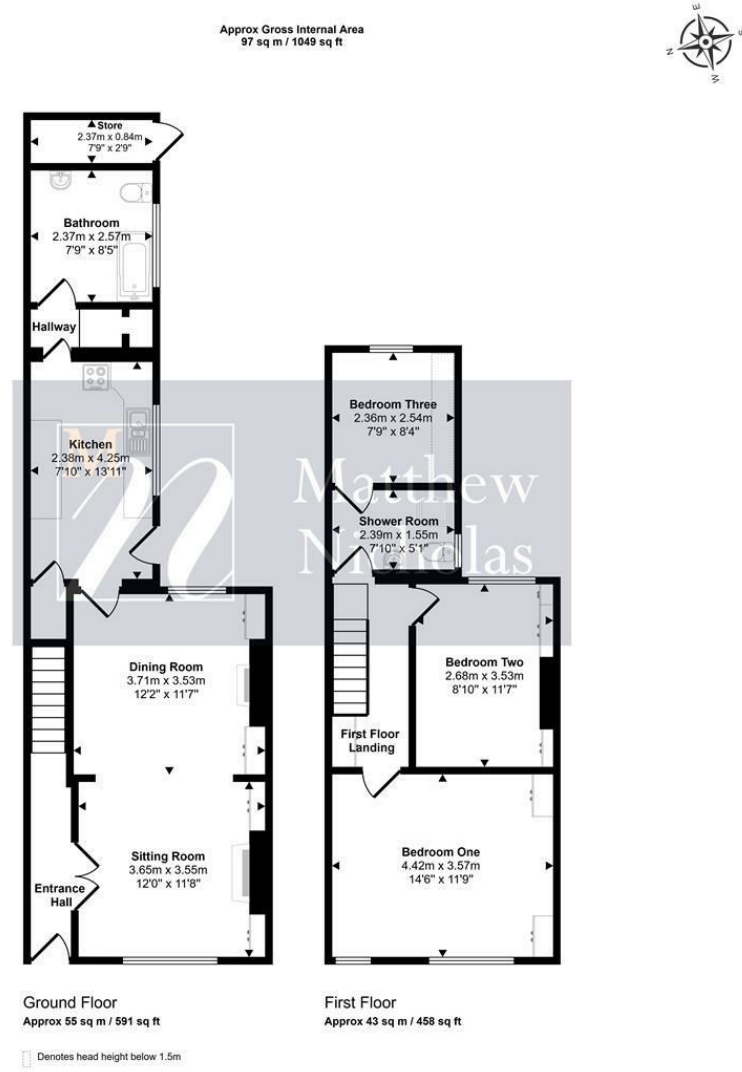 Approx Gross Internal Area
97 sq m / 1049 sq ft
N
E
S
W
Store
2.37m x 0.84m
7'9" x 2'9"
Bathroom
2.37m x 2.57m
7'9" x 8'5"
Hallway
Kitchen
2.38m x 4.25m
7'10" x 13'11"
Dining Room
3.71m x 3.53m
12'2" x 11'7"
Sitting Room
3.65m x 3.55m
12'0" x 11'8"
Entrance
Hall
Ground Floor
Approx 55 sq m / 591 sq ft
Bedroom Three
2.36m x 2.54m
7'9" x 8'4"
Shower Room
2.39m x 1.55m
7'10" x 5'1"
Bedroom Two
2.68m x 3.53m
8'10" x 11'7"
First Floor
Landing
Bedroom One
4.42m x 3.57m
14'6" x 11'9"
First Floor
Approx 43 sq m / 458 sq ft
Denotes head height below 1.5m
M
n
Matthew
Nicholas